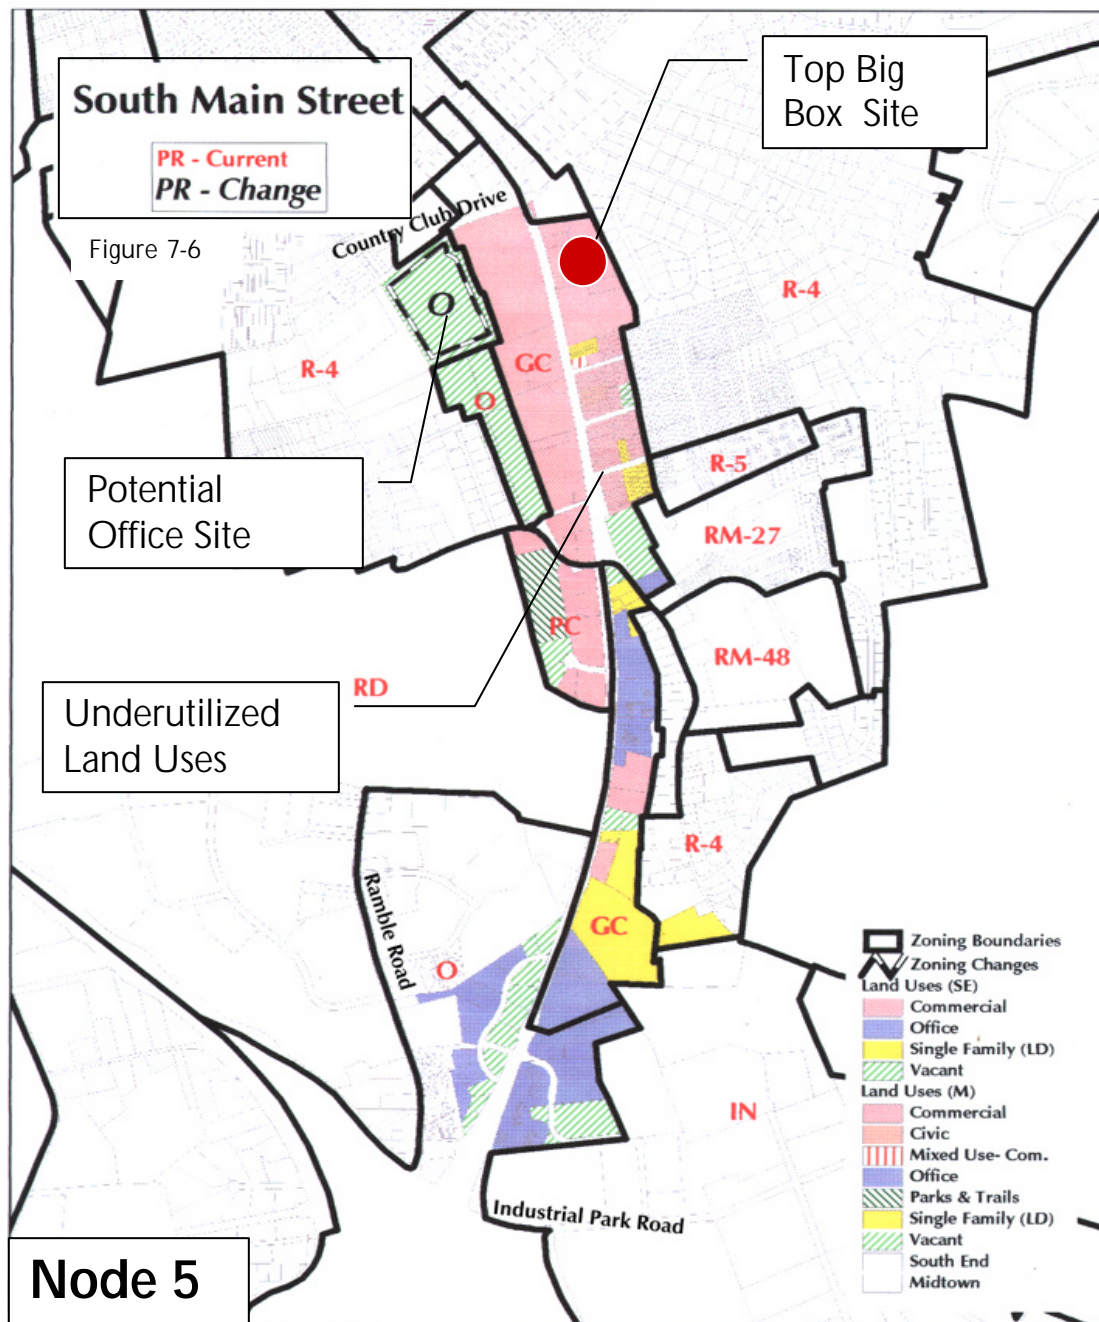 South Main Street
PR - Current
PR - Change
Figure 7-6
Top Big
Box Site
Country Club Drive
O
R-4
R-4
GC
O
R-5
Potential
Office Site
RM-27
PC
RM-48
RD
Underutilized
Land Uses
R-4
Ramble Road
GC
O
IN
Industrial Park Road
Node 5
Zoning Boundaries
Zoning Changes
Land Uses (SE)
Commercial
Office
Single Family (LD)
Vacant
Land Uses (M)
Commercial
Civic
Mixed Use- Com.
Office
Parks & Trails
Single Family (LD)
Vacant
South End
Midtown